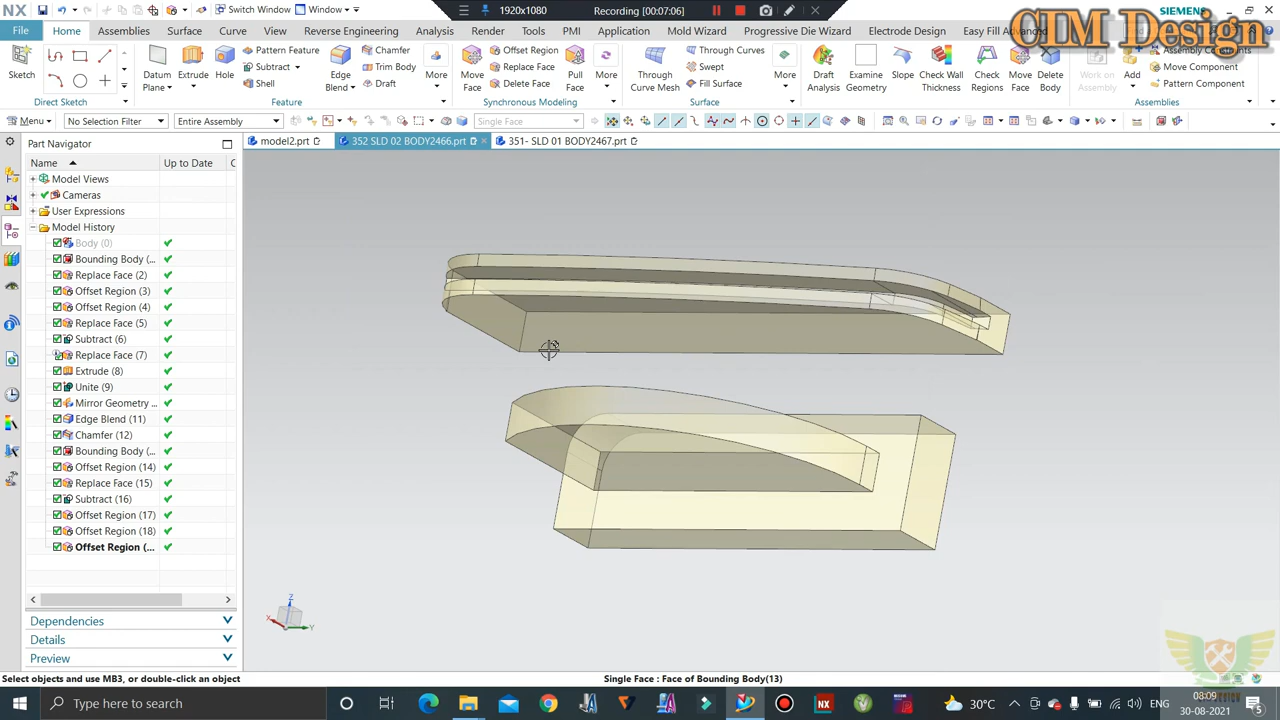 NX
Switch Window
Window
1920x1080
Recording [00:07:06]
SIEMENS
CIM Design
File
Home
Assemblies
Surface
Curve
View
Reverse Engineering
Analysis
Render
Tools
PMI
Application
Mold Wizard
Progressive Die Wizard
Electrode Design
Easy Fill Advanced
Sketch
Direct Sketch
Datum Plane
Extrude
Hole
Pattern Feature
Subtract
Shell
Edge Blend
Chamfer
Trim Body
Draft
More
Feature
Move Face
Offset Region
Replace Face
Delete Face
Pull Face
More
Synchronous Modeling
Through Curve Mesh
Through Curves
Swept
Fill Surface
More
Surface
Draft Analysis
Examine Geometry
Slope
Check Wall Thickness
Check Regions
Move Face
Delete Body
Work on Assembly
Add
Assembly Constraints
Move Component
Pattern Component
Assemblies
Menu
No Selection Filter
Entire Assembly
Single Face
Part Navigator
model2.prt
352 SLD 02 BODY2466.prt
351- SLD 01 BODY2467.prt
Name
Up to Date
C
Model Views
Cameras
User Expressions
Model History
Body (0)
Bounding Body (...
Replace Face (2)
Offset Region (3)
Offset Region (4)
Replace Face (5)
Subtract (6)
Replace Face (7)
Extrude (8)
Unite (9)
Mirror Geometry ...
Edge Blend (11)
Chamfer (12)
Bounding Body (...
Offset Region (14)
Replace Face (15)
Subtract (16)
Offset Region (17)
Offset Region (18)
Offset Region (...
Dependencies
Details
Preview
Z
X
Y
Select objects and use MB3, or double-click an object
Single Face : Face of Bounding Body(13)
Type here to search
30°C
ENG
08:09
30-08-2021